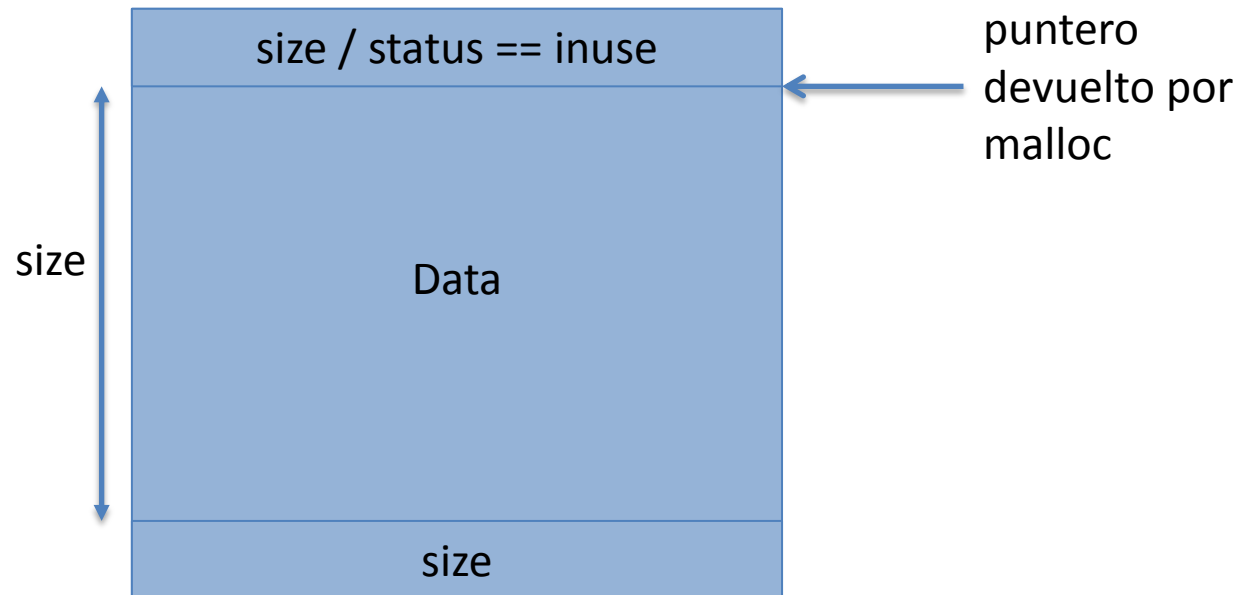 size / status == inuse
puntero
devuelto por
malloc
size
Data
size